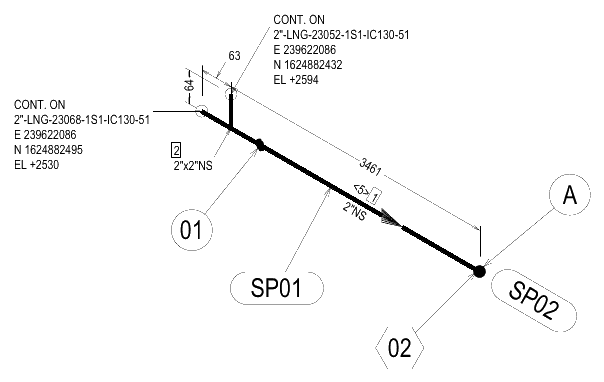 CONT. ON
2"-LNG-23052-1S1-IC130-51
E 239622086
N 1624882432
EL +2594
63
64
CONT. ON
2"-LNG-23068-1S1-IC130-51
E 239622086
N 1624882495
EL +2530
2
2"x2"NS
3461
<5> 1
2"NS
01
A
SP01
SP02
02